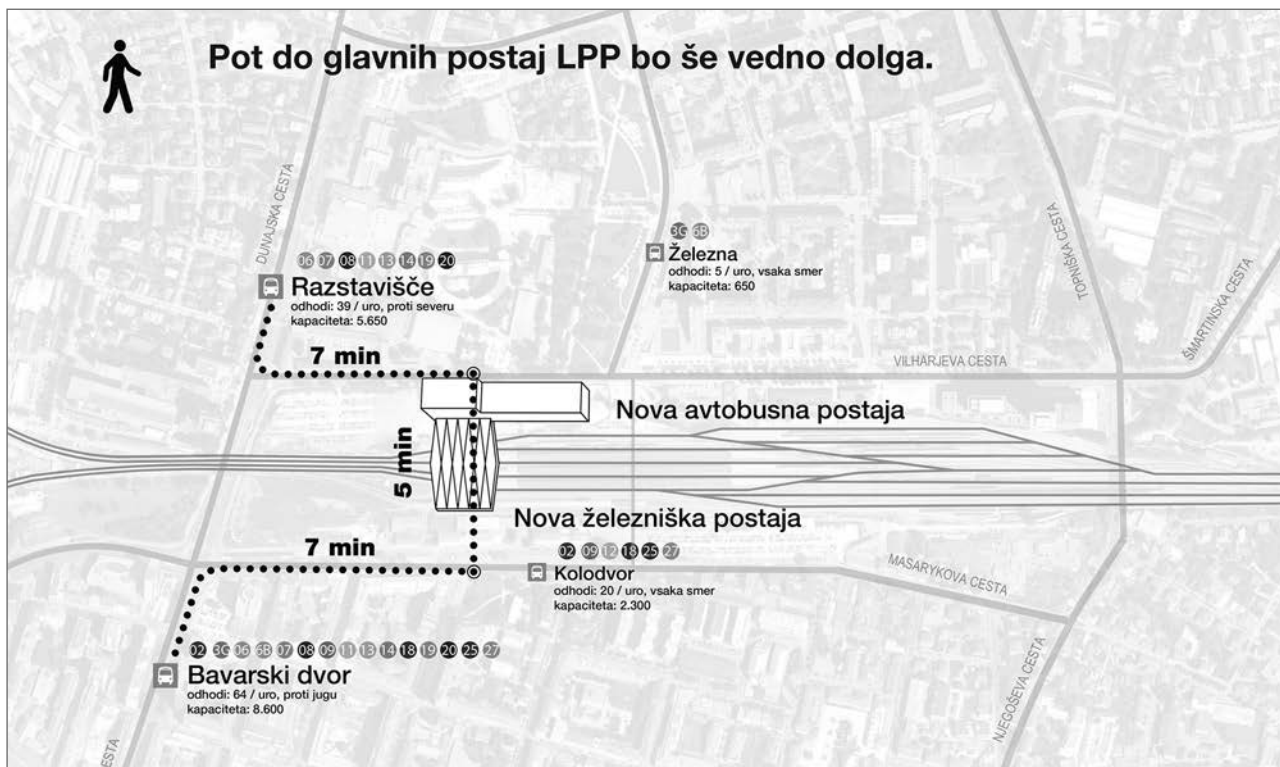 Pot do glavnih postaj LPP bo še vedno dolga.
DUNAJSKA CESTA
06 07 08 11 13 14 19 20
Razstavišče
odhodi: 39 / uro, proti severu
kapaciteta: 5.650
3G 6B
Železna
odhodi: 5 / uro, vsaka smer
kapaciteta: 650
TOPNIŠKA CESTA
ŠMARTINSKA CESTA
7 min
VILHARJEVA CESTA
Nova avtobusna postaja
5 min
Nova železniška postaja
7 min
02 09 12 18 25 27
Kolodvor
odhodi: 20 / uro, vsaka smer
kapaciteta: 2.300
MASARYKOVA CESTA
NJEGOŠEVA CESTA
02 3G 06 6B 07 08 09 11 13 14 18 19 20 25 27
Bavarski dvor
odhodi: 64 / uro, proti jugu
kapaciteta: 8.600
CESTA